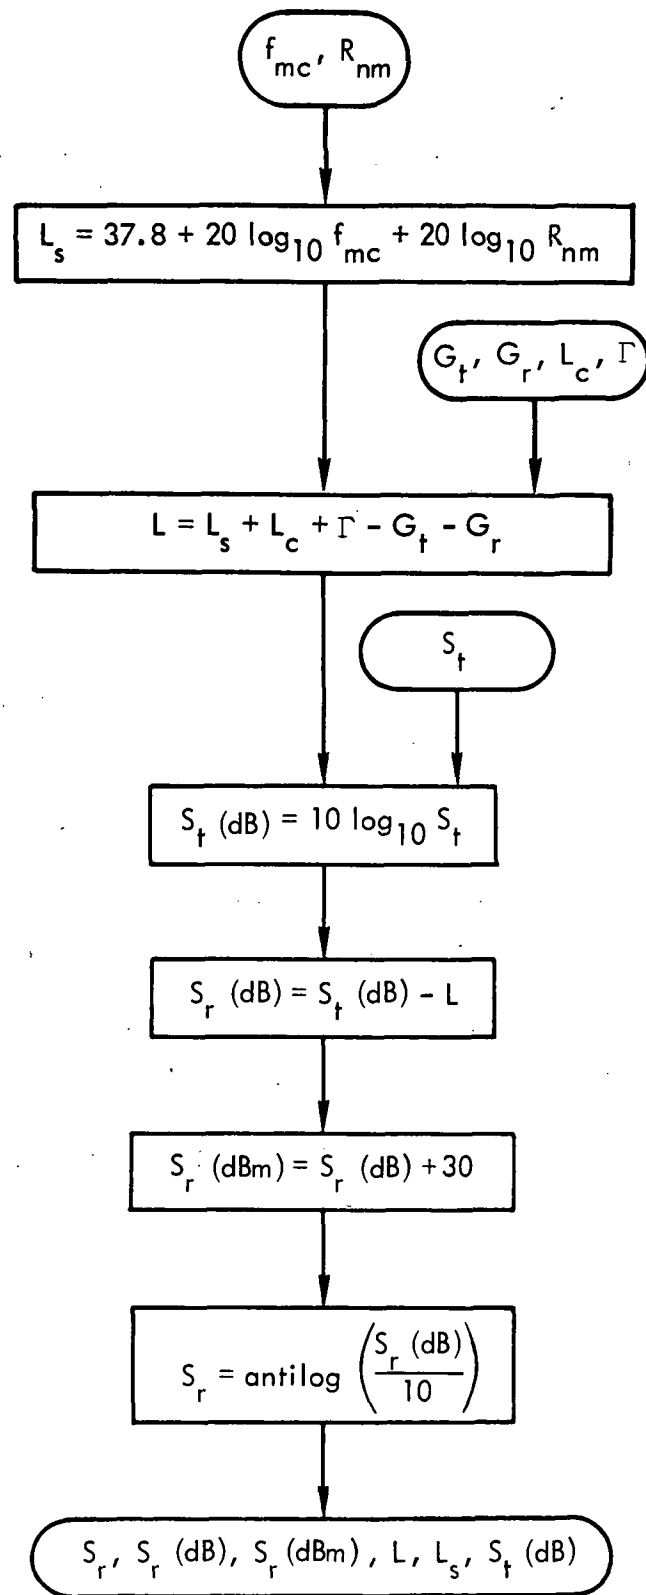 f_mc, R_nm
L_s = 37.8 + 20 log_10 f_mc + 20 log_10 R_nm
G_t, G_r, L_c, Γ
L = L_s + L_c + Γ - G_t - G_r
S_t
S_t (dB) = 10 log_10 S_t
S_r (dB) = S_t (dB) - L
S_r (dBm) = S_r (dB) + 30
S_r = antilog (S_r (dB) / 10)
S_r, S_r (dB), S_r (dBm), L, L_s, S_t (dB)